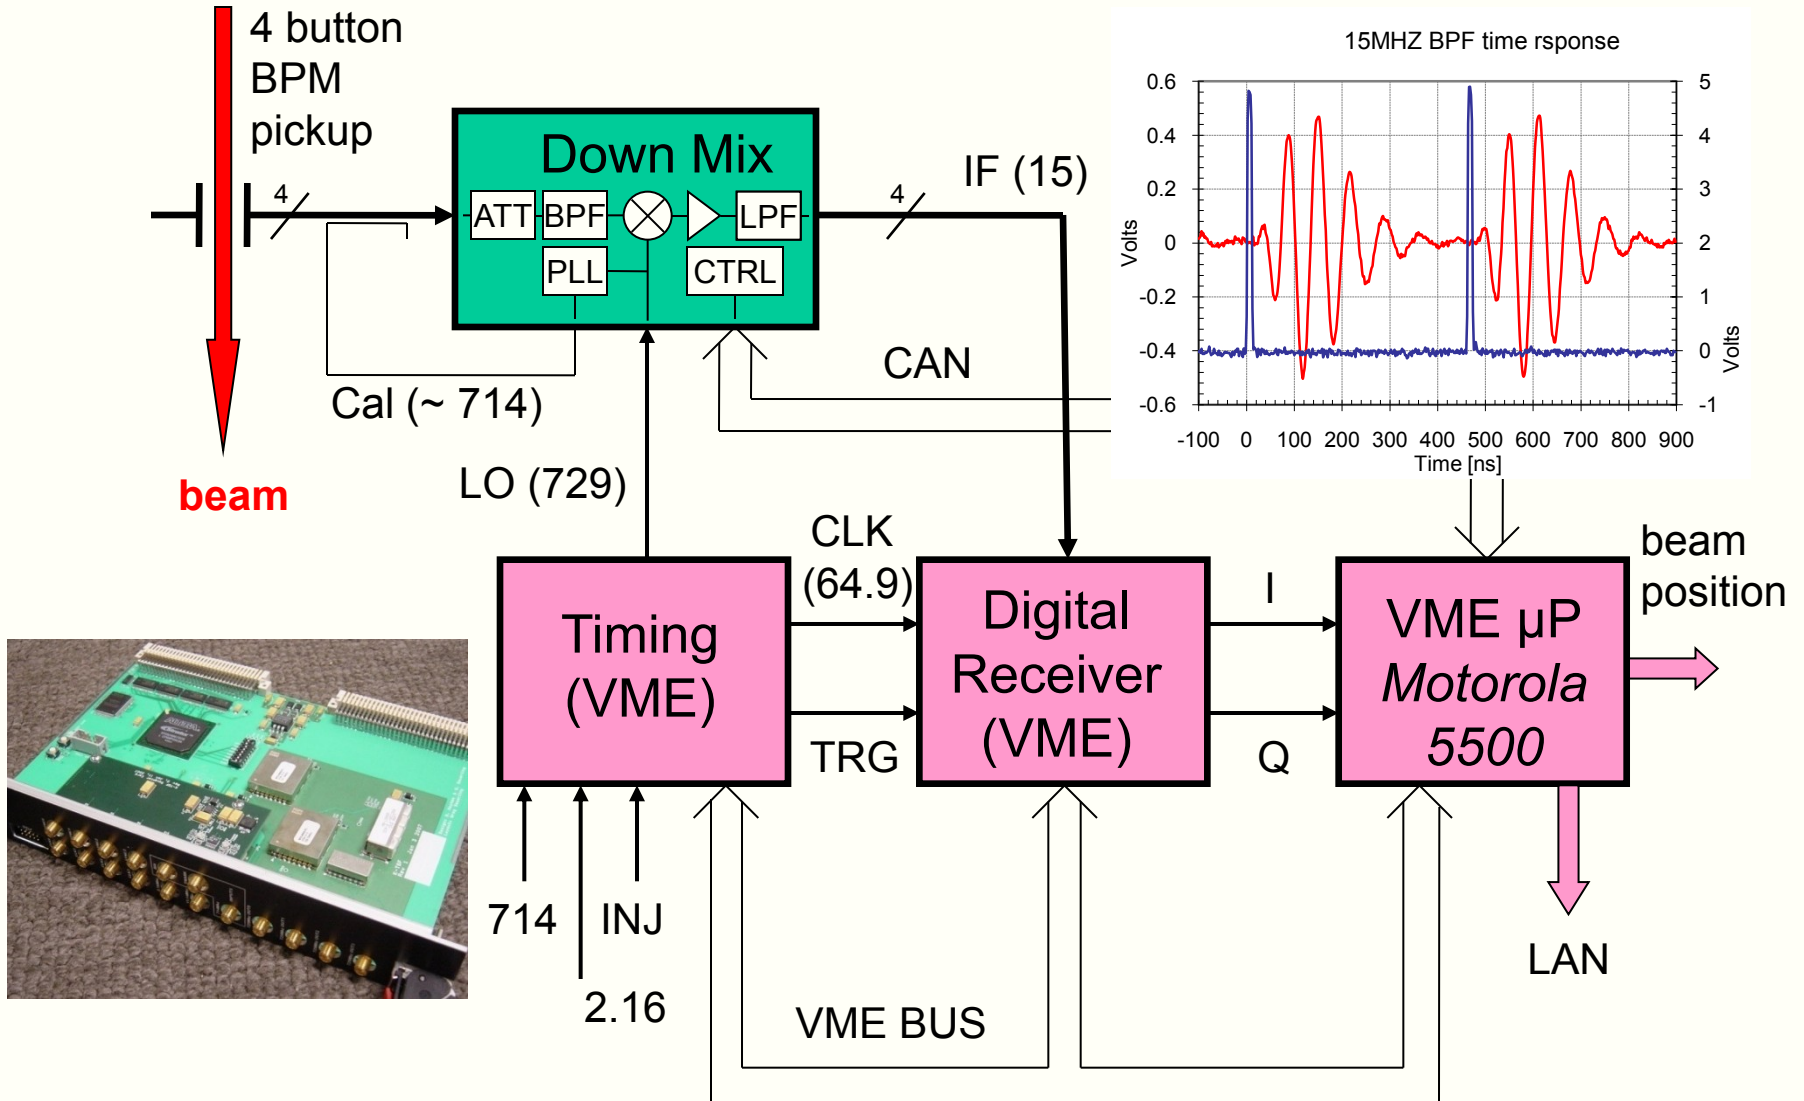 4 button
BPM
pickup
4
Down Mix
ATT
BPF
LPF
PLL
CTRL
4
IF (15)
Cal (~ 714)
CAN
LO (729)
beam
15MHZ BPF time rsponse
0.6
0.4
0.2
0
-0.2
-0.4
-0.6
Volts
5
4
3
2
1
0
-1
Volts
-100 0 100 200 300 400 500 600 700 800 900
Time [ns]
CLK
(64.9)
TRG
Timing
(VME)
Digital
Receiver
(VME)
I
Q
VME µP
Motorola
5500
beam
position
714
INJ
2.16
VME BUS
LAN